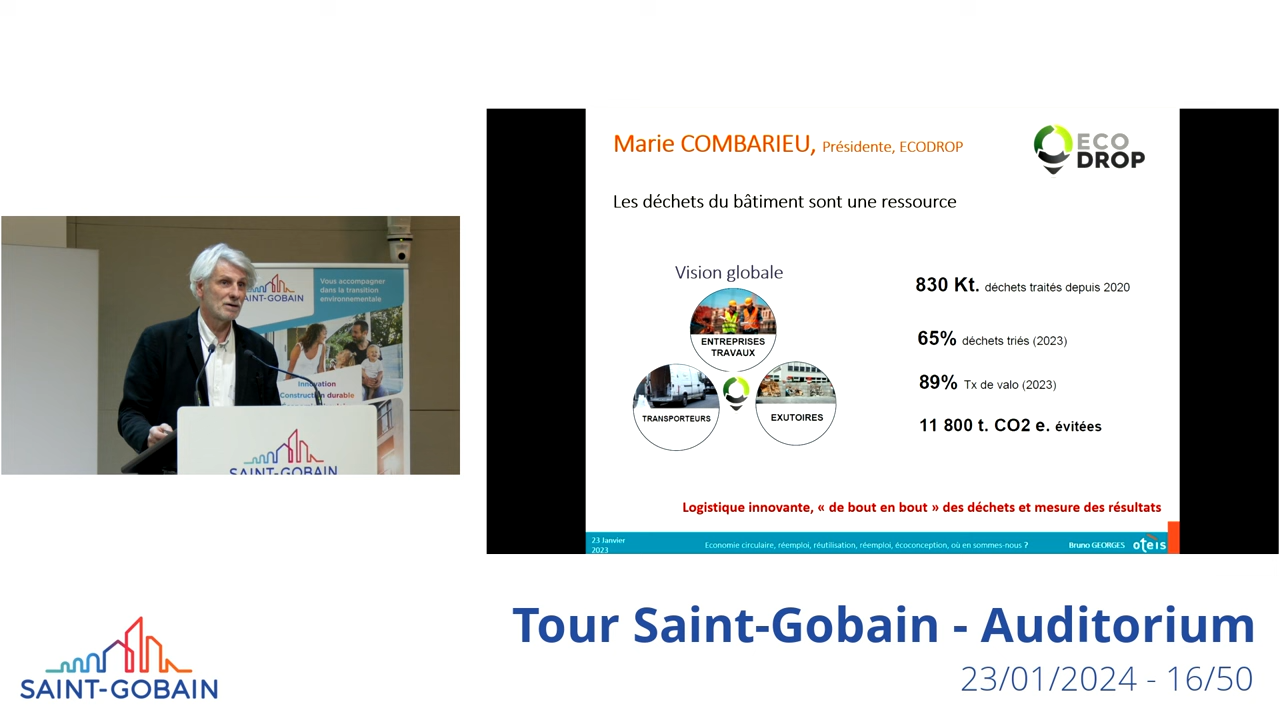 SAINT-GOBAIN
Vous accompagner
dans la transition
environnementale
Innovation
Construction durable
SAINT-GOBAIN
Marie COMBARIEU, Présidente, ECODROP
ECO
DROP
Les déchets du bâtiment sont une ressource
Vision globale
ENTREPRISES
TRAVAUX
TRANSPORTEURS
EXUTOIRES
830 Kt. déchets traités depuis 2020
65% déchets triés (2023)
89% Tx de valo (2023)
11 800 t. CO2 e. évitées
Logistique innovante, « de bout en bout » des déchets et mesure des résultats
23 Janvier
2023
Economie circulaire, réemploi, réutilisation, réemploi, écoconception, où en sommes-nous ?
Bruno GEORGES
oteis
SAINT-GOBAIN
Tour Saint-Gobain - Auditorium
23/01/2024 - 16/50